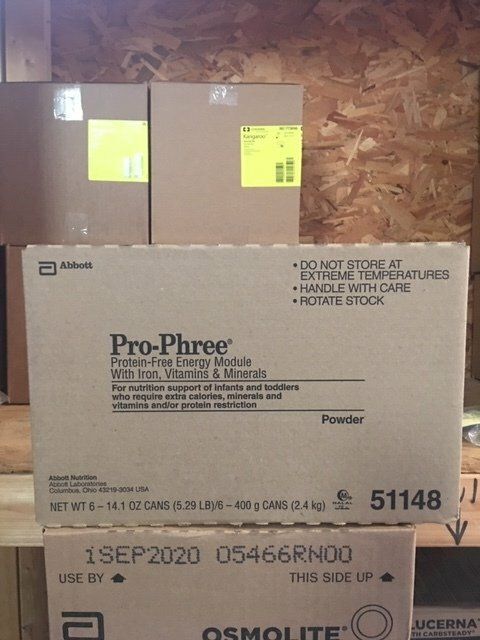 Kangaroo
Abbott
• DO NOT STORE AT
EXTREME TEMPERATURES
• HANDLE WITH CARE
• ROTATE STOCK
Pro-Phree®
Protein-Free Energy Module
With Iron, Vitamins & Minerals
For nutrition support of infants and toddlers
who require extra calories, minerals and
vitamins and/or protein restriction
Powder
Abbott Nutrition
Abbott Laboratories
Columbus, Ohio 43219-3034 USA
NET WT 6 – 14.1 OZ CANS (5.29 LB)/6 – 400 g CANS (2.4 kg)
51148
1SEP2020 05466RN00
USE BY
THIS SIDE UP
OSMOLITE®
LUCERNA
TH CARBSTEADY